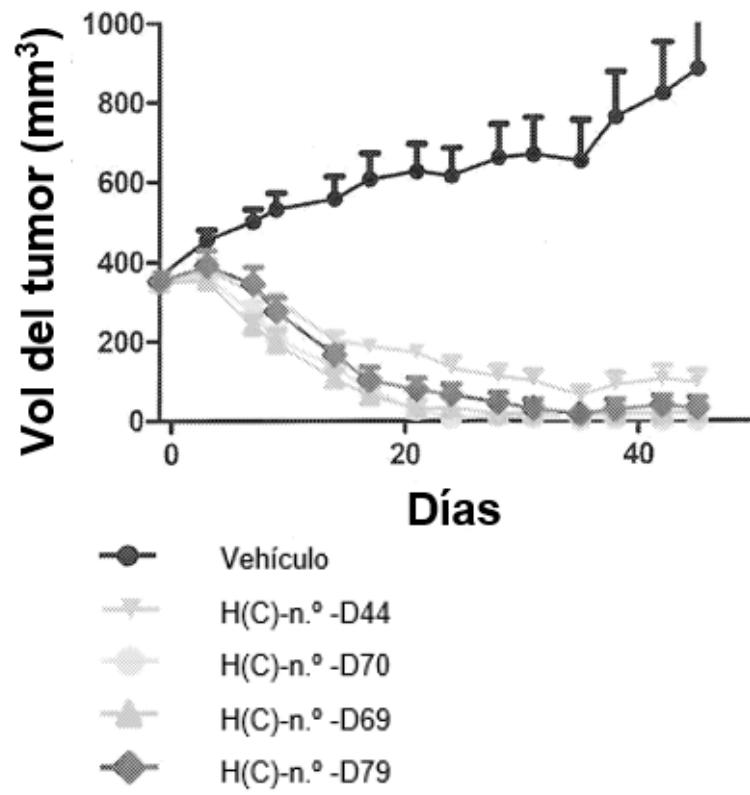 Vol del tumor (mm³)
1000
800
600
400
200
0
0 20 40
Días
Vehículo
H(C)-n.º -D44
H(C)-n.º -D70
H(C)-n.º -D69
H(C)-n.º -D79